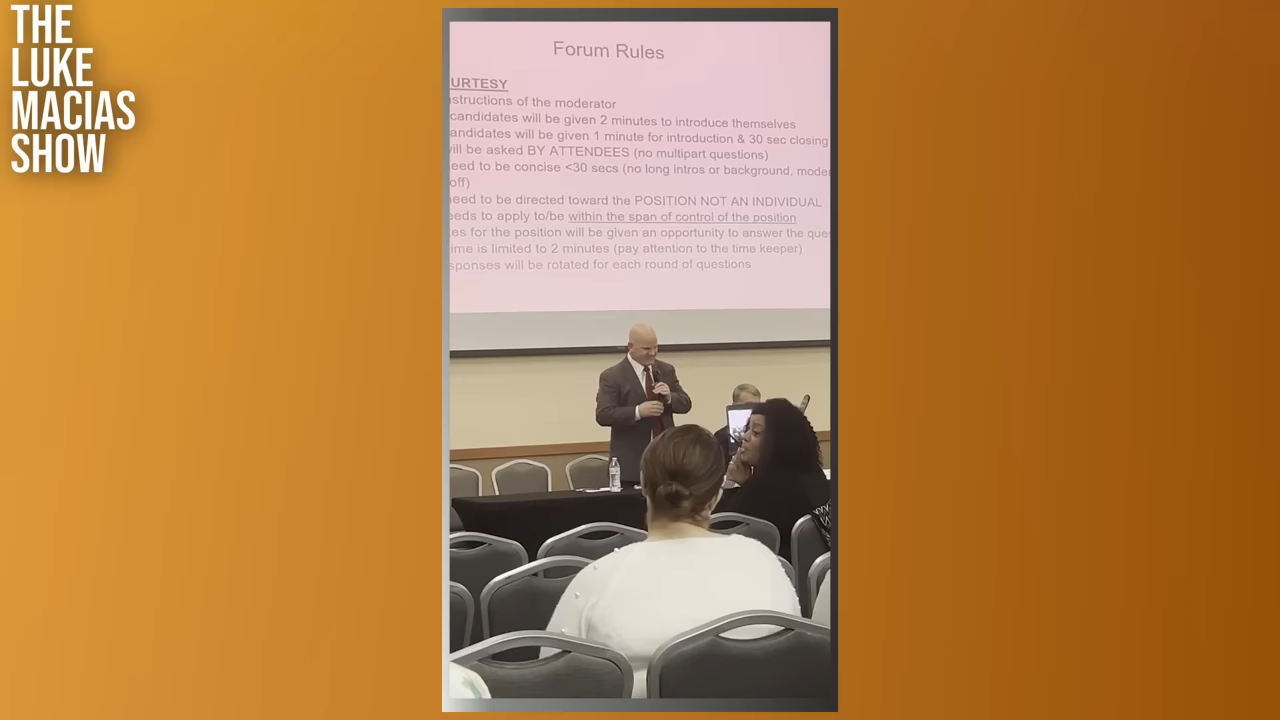 THE
LUKE
MACIAS
SHOW
Forum Rules
URTESY
structions of the moderator
candidates will be given 2 minutes to introduce themselves
andidates will be given 1 minute for introduction & 30 sec closing
will be asked BY ATTENDEES (no multipart questions)
eed to be concise <30 secs (no long intros or background, moder
off)
need to be directed toward the POSITION NOT AN INDIVIDUAL
eeds to apply to/be within the span of control of the position
es for the position will be given an opportunity to answer the ques
ime is limited to 2 minutes (pay attention to the time keeper)
sponses will be rotated for each round of questions